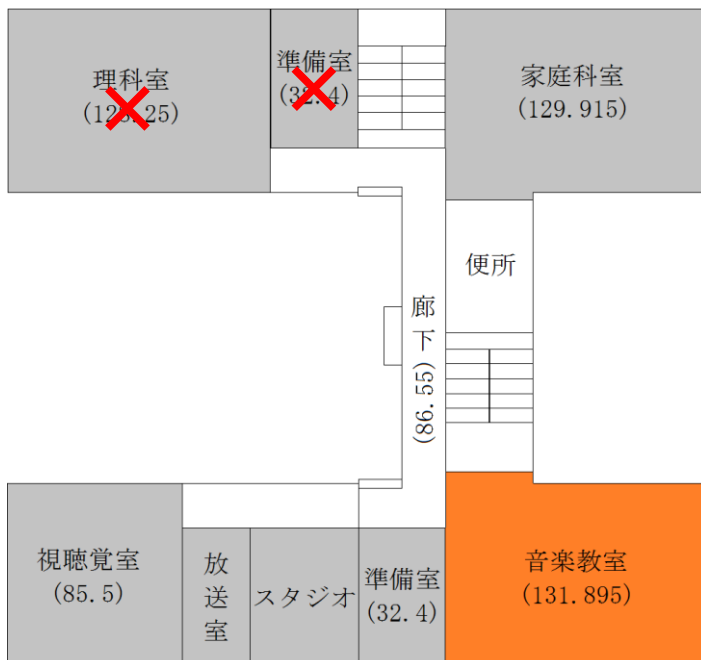 理科室
準備室
(32.4)
家庭科室
(129.915)
便所
廊下(86.55)
視聴覚室
(85.5)
放送室
スタジオ
準備室
(32.4)
音楽教室
(131.895)